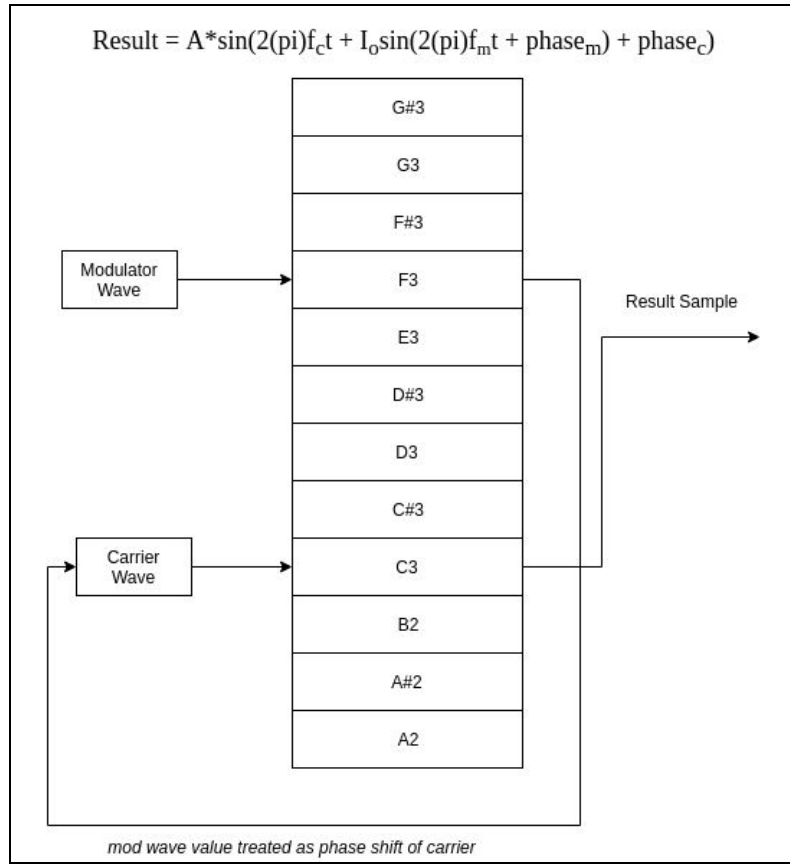 Result = A*sin(2(pi)f_ct + I_osin(2(pi)f_mt + phase_m) + phase_c)
G#3
G3
F#3
Modulator
Wave
F3
Result Sample
E3
D#3
D3
C#3
Carrier
Wave
C3
B2
A#2
A2
mod wave value treated as phase shift of carrier